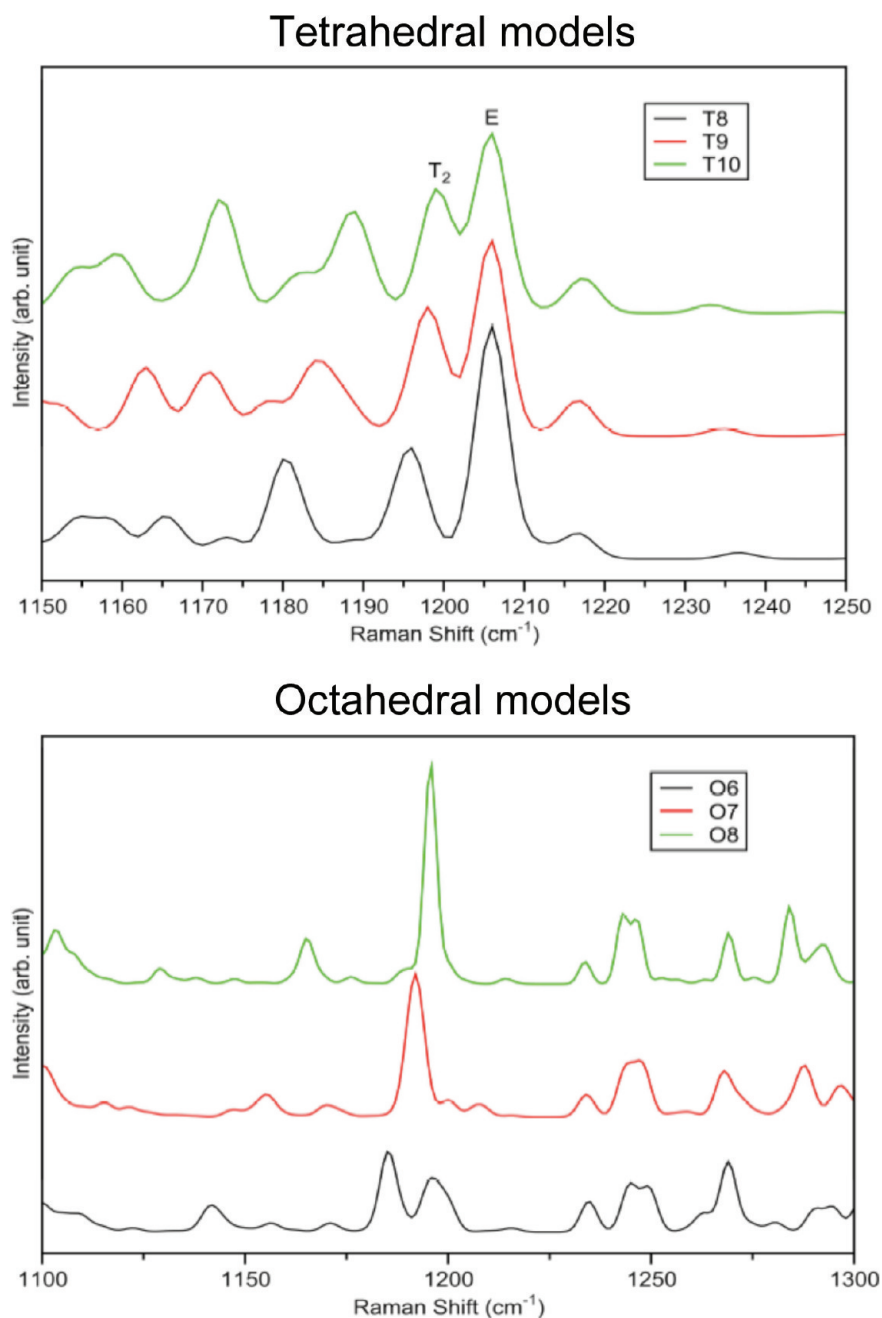 Tetrahedral models
E
T₂
T8
T9
T10
Intensity (arb. unit)
1150 1160 1170 1180 1190 1200 1210 1220 1230 1240 1250
Raman Shift (cm⁻¹)
Octahedral models
O6
O7
O8
Intensity (arb. unit)
1100 1150 1200 1250 1300
Raman Shift (cm⁻¹)